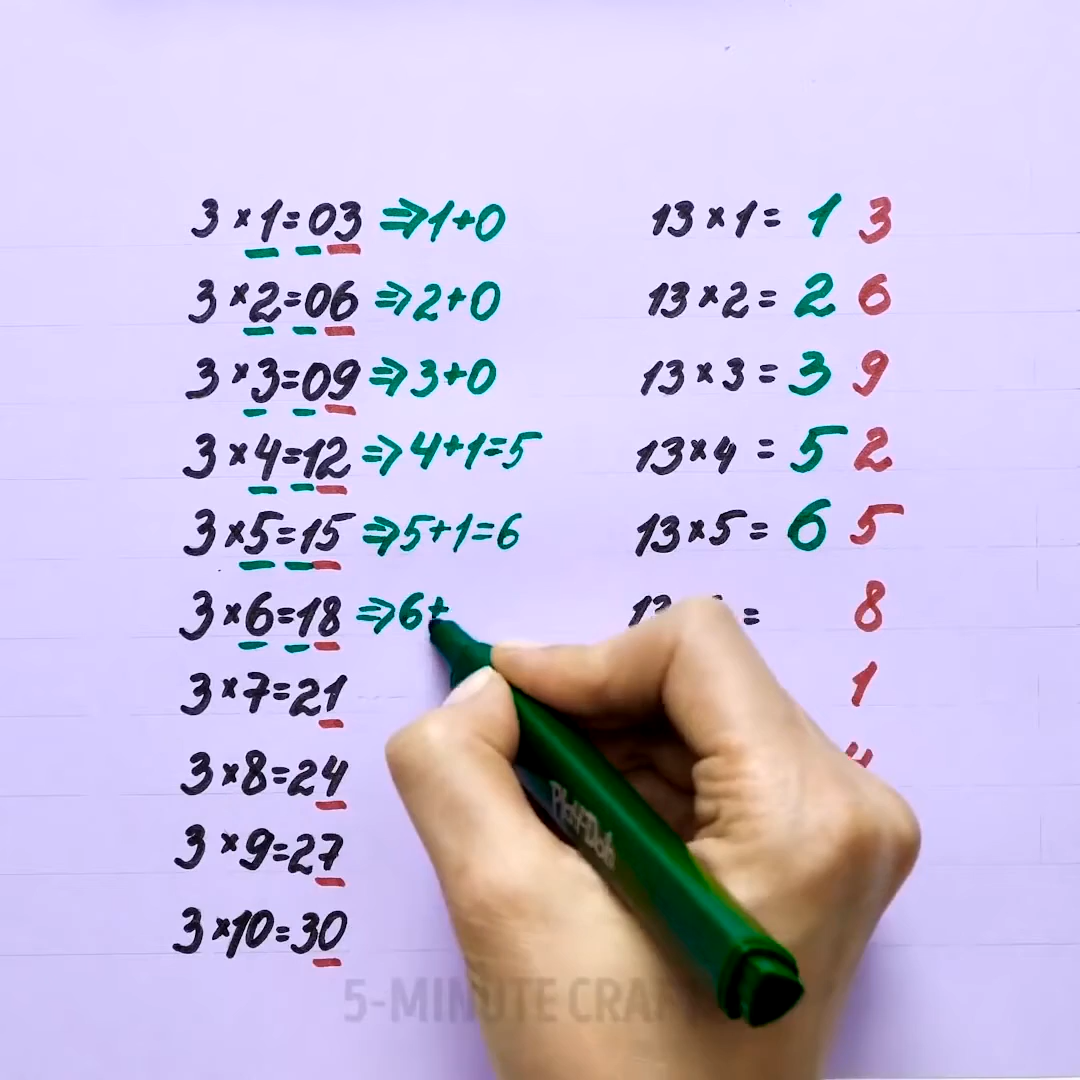 3 × 1 = 03 ⇒ 1+0 13 × 1 = 1 3
3 × 2 = 06 ⇒ 2+0 13 × 2 = 2 6
3 × 3 = 09 ⇒ 3+0 13 × 3 = 3 9
3 × 4 = 12 ⇒ 4+1=5 13 × 4 = 5 2
3 × 5 = 15 ⇒ 5+1=6 13 × 5 = 6 5
3 × 6 = 18 ⇒ 6+ = 8
3 × 7 = 21 1
3 × 8 = 24 4
3 × 9 = 27
3 × 10 = 30
5-MINUTE